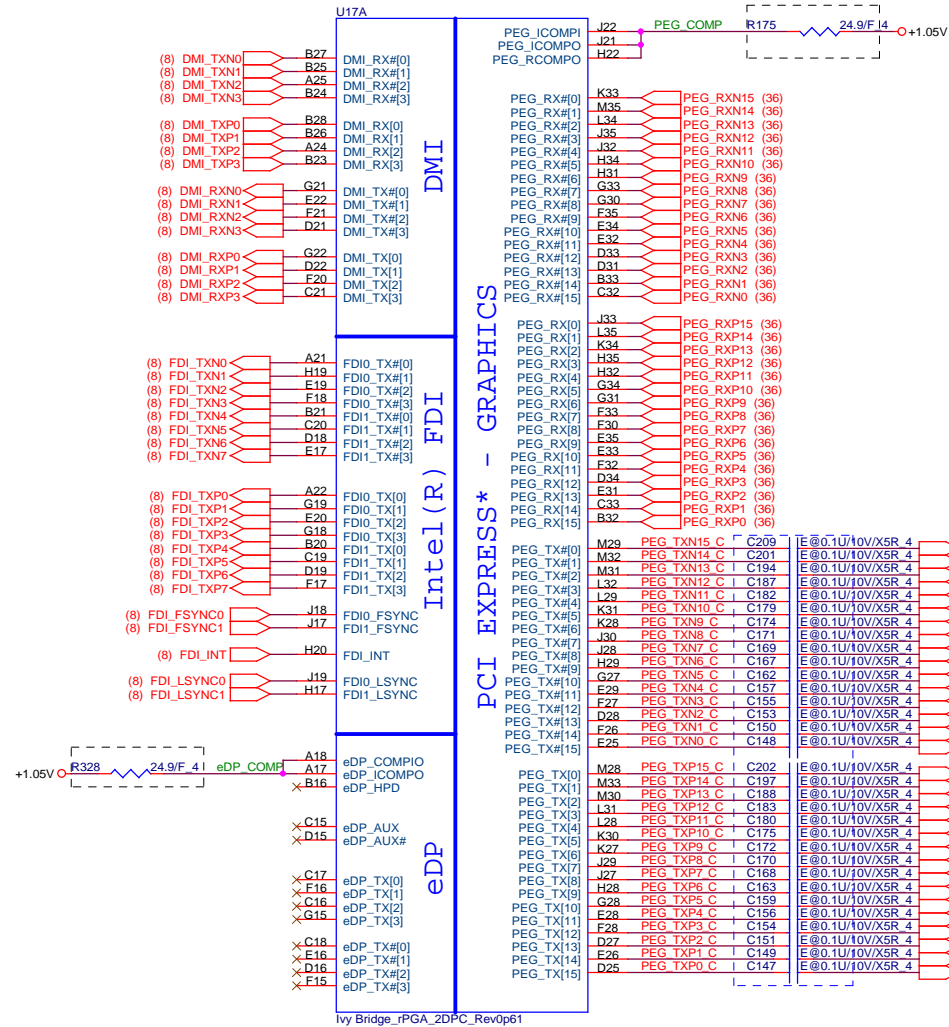 U17A
DMI
Intel(R) FDI
eDP
PCI EXPRESS* - GRAPHICS
(8) DMI_TXN0 B27 DMI_RX#[0]
(8) DMI_TXN1 B25 DMI_RX#[1]
(8) DMI_TXN2 A25 DMI_RX#[2]
(8) DMI_TXN3 B24 DMI_RX#[3]
(8) DMI_TXP0 B28 DMI_RX[0]
(8) DMI_TXP1 B26 DMI_RX[1]
(8) DMI_TXP2 A24 DMI_RX[2]
(8) DMI_TXP3 B23 DMI_RX[3]
(8) DMI_RXN0 G21 DMI_TX#[0]
(8) DMI_RXN1 E22 DMI_TX#[1]
(8) DMI_RXN2 F21 DMI_TX#[2]
(8) DMI_RXN3 D21 DMI_TX#[3]
(8) DMI_RXP0 G22 DMI_TX[0]
(8) DMI_RXP1 D22 DMI_TX[1]
(8) DMI_RXP2 F20 DMI_TX[2]
(8) DMI_RXP3 C21 DMI_TX[3]
(8) FDI_TXN0 A21 FDI0_TX#[0]
(8) FDI_TXN1 H19 FDI0_TX#[1]
(8) FDI_TXN2 E19 FDI0_TX#[2]
(8) FDI_TXN3 F18 FDI0_TX#[3]
(8) FDI_TXN4 B21 FDI1_TX#[0]
(8) FDI_TXN5 C20 FDI1_TX#[1]
(8) FDI_TXN6 D18 FDI1_TX#[2]
(8) FDI_TXN7 E17 FDI1_TX#[3]
(8) FDI_TXP0 A22 FDI0_TX[0]
(8) FDI_TXP1 G19 FDI0_TX[1]
(8) FDI_TXP2 E20 FDI0_TX[2]
(8) FDI_TXP3 G18 FDI0_TX[3]
(8) FDI_TXP4 B20 FDI1_TX[0]
(8) FDI_TXP5 C19 FDI1_TX[1]
(8) FDI_TXP6 D19 FDI1_TX[2]
(8) FDI_TXP7 F17 FDI1_TX[3]
(8) FDI_FSYNC0 J18 FDI0_FSYNC
(8) FDI_FSYNC1 J17 FDI1_FSYNC
(8) FDI_INT H20 FDI_INT
(8) FDI_LSYNC0 J19 FDI0_LSYNC
(8) FDI_LSYNC1 H17 FDI1_LSYNC
+1.05V R328 24.9/F_4 eDP_COMP
A18 eDP_COMPIO
A17 eDP_ICOMPO
B16 eDP_HPD
C15 eDP_AUX
D15 eDP_AUX#
C17 eDP_TX[0]
F16 eDP_TX[1]
C16 eDP_TX[2]
G15 eDP_TX[3]
C18 eDP_TX#[0]
E16 eDP_TX#[1]
D16 eDP_TX#[2]
F15 eDP_TX#[3]
PEG_ICOMPI J22 PEG_COMP R175 24.9/F_4 +1.05V
PEG_ICOMPO J21
PEG_RCOMPO H22
PEG_RX#[0] K33 PEG_RXN15 (36)
PEG_RX#[1] M35 PEG_RXN14 (36)
PEG_RX#[2] L34 PEG_RXN13 (36)
PEG_RX#[3] J35 PEG_RXN12 (36)
PEG_RX#[4] J32 PEG_RXN11 (36)
PEG_RX#[5] H34 PEG_RXN10 (36)
PEG_RX#[6] H31 PEG_RXN9 (36)
PEG_RX#[7] G33 PEG_RXN8 (36)
PEG_RX#[8] G30 PEG_RXN7 (36)
PEG_RX#[9] F35 PEG_RXN6 (36)
PEG_RX#[10] E34 PEG_RXN5 (36)
PEG_RX#[11] E32 PEG_RXN4 (36)
PEG_RX#[12] D33 PEG_RXN3 (36)
PEG_RX#[13] D31 PEG_RXN2 (36)
PEG_RX#[14] B33 PEG_RXN1 (36)
PEG_RX#[15] C32 PEG_RXN0 (36)
PEG_RX[0] J33 PEG_RXP15 (36)
PEG_RX[1] L35 PEG_RXP14 (36)
PEG_RX[2] K34 PEG_RXP13 (36)
PEG_RX[3] H35 PEG_RXP12 (36)
PEG_RX[4] H32 PEG_RXP11 (36)
PEG_RX[5] G34 PEG_RXP10 (36)
PEG_RX[6] G31 PEG_RXP9 (36)
PEG_RX[7] F33 PEG_RXP8 (36)
PEG_RX[8] F30 PEG_RXP7 (36)
PEG_RX[9] E35 PEG_RXP6 (36)
PEG_RX[10] E33 PEG_RXP5 (36)
PEG_RX[11] F32 PEG_RXP4 (36)
PEG_RX[12] D34 PEG_RXP3 (36)
PEG_RX[13] E31 PEG_RXP2 (36)
PEG_RX[14] C33 PEG_RXP1 (36)
PEG_RX[15] B32 PEG_RXP0 (36)
PEG_TX#[0] M29 PEG_TXN15_C C209 E@0.1U/10V/X5R_4
PEG_TX#[1] M32 PEG_TXN14_C C201 E@0.1U/10V/X5R_4
PEG_TX#[2] M31 PEG_TXN13_C C194 E@0.1U/10V/X5R_4
PEG_TX#[3] L32 PEG_TXN12_C C187 E@0.1U/10V/X5R_4
PEG_TX#[4] L29 PEG_TXN11_C C182 E@0.1U/10V/X5R_4
PEG_TX#[5] K31 PEG_TXN10_C C179 E@0.1U/10V/X5R_4
PEG_TX#[6] K28 PEG_TXN9_C C174 E@0.1U/10V/X5R_4
PEG_TX#[7] J30 PEG_TXN8_C C171 E@0.1U/10V/X5R_4
PEG_TX#[8] J28 PEG_TXN7_C C169 E@0.1U/10V/X5R_4
PEG_TX#[9] H29 PEG_TXN6_C C167 E@0.1U/10V/X5R_4
PEG_TX#[10] G27 PEG_TXN5_C C162 E@0.1U/10V/X5R_4
PEG_TX#[11] E29 PEG_TXN4_C C157 E@0.1U/10V/X5R_4
PEG_TX#[12] F27 PEG_TXN3_C C155 E@0.1U/10V/X5R_4
PEG_TX#[13] D28 PEG_TXN2_C C153 E@0.1U/10V/X5R_4
PEG_TX#[14] F26 PEG_TXN1_C C150 E@0.1U/10V/X5R_4
PEG_TX#[15] E25 PEG_TXN0_C C148 E@0.1U/10V/X5R_4
PEG_TX[0] M28 PEG_TXP15_C C202 E@0.1U/10V/X5R_4
PEG_TX[1] M33 PEG_TXP14_C C197 E@0.1U/10V/X5R_4
PEG_TX[2] M30 PEG_TXP13_C C188 E@0.1U/10V/X5R_4
PEG_TX[3] L31 PEG_TXP12_C C183 E@0.1U/10V/X5R_4
PEG_TX[4] L28 PEG_TXP11_C C180 E@0.1U/10V/X5R_4
PEG_TX[5] K30 PEG_TXP10_C C175 E@0.1U/10V/X5R_4
PEG_TX[6] K27 PEG_TXP9_C C172 E@0.1U/10V/X5R_4
PEG_TX[7] J29 PEG_TXP8_C C170 E@0.1U/10V/X5R_4
PEG_TX[8] J27 PEG_TXP7_C C168 E@0.1U/10V/X5R_4
PEG_TX[9] H28 PEG_TXP6_C C163 E@0.1U/10V/X5R_4
PEG_TX[10] G28 PEG_TXP5_C C159 E@0.1U/10V/X5R_4
PEG_TX[11] E28 PEG_TXP4_C C156 E@0.1U/10V/X5R_4
PEG_TX[12] F28 PEG_TXP3_C C154 E@0.1U/10V/X5R_4
PEG_TX[13] D27 PEG_TXP2_C C151 E@0.1U/10V/X5R_4
PEG_TX[14] E26 PEG_TXP1_C C149 E@0.1U/10V/X5R_4
PEG_TX[15] D25 PEG_TXP0_C C147 E@0.1U/10V/X5R_4
Ivy Bridge_rPGA_2DPC_Rev0p61